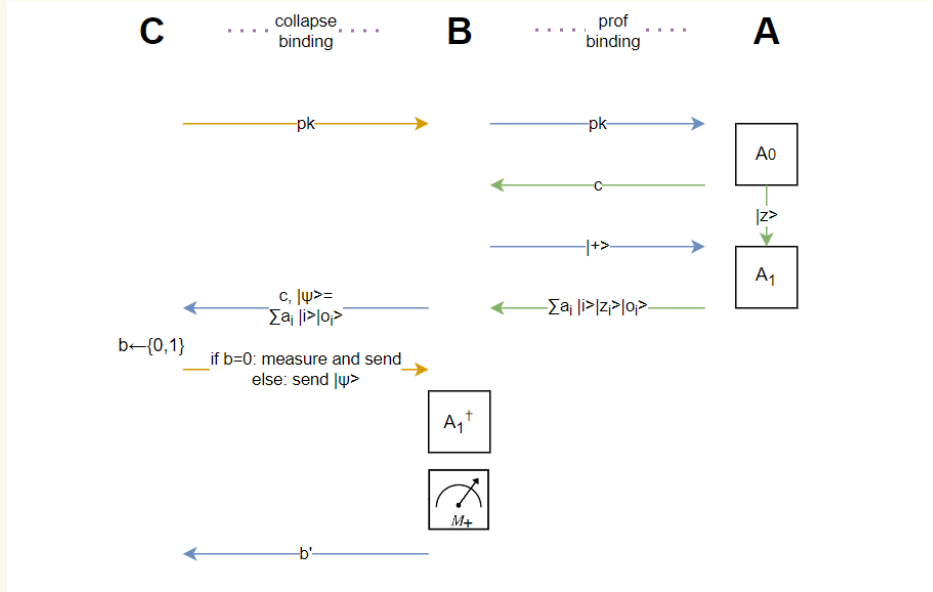 C
collapse
binding
B
prof
binding
A
pk
pk
A0
c
|z>
|+>
A₁
c, |ψ>=
∑aᵢ |i>|oᵢ>
∑aᵢ |i>|zᵢ>|oᵢ>
b←{0,1}
if b=0: measure and send
else: send |ψ>
A₁†
M+
b'